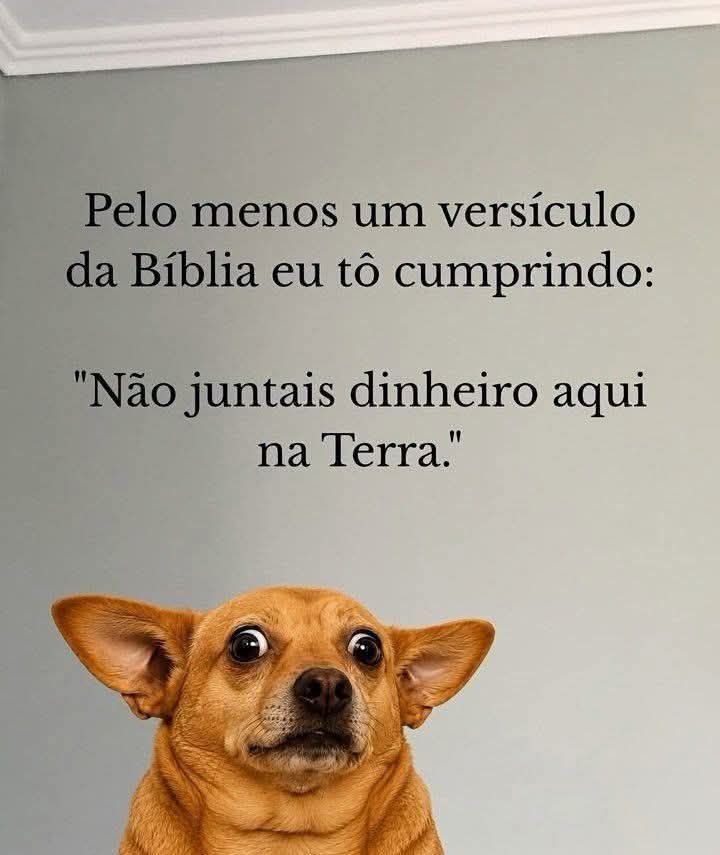 Pelo menos um versículo
da Bíblia eu tô cumprindo:
"Não juntais dinheiro aqui
na Terra."